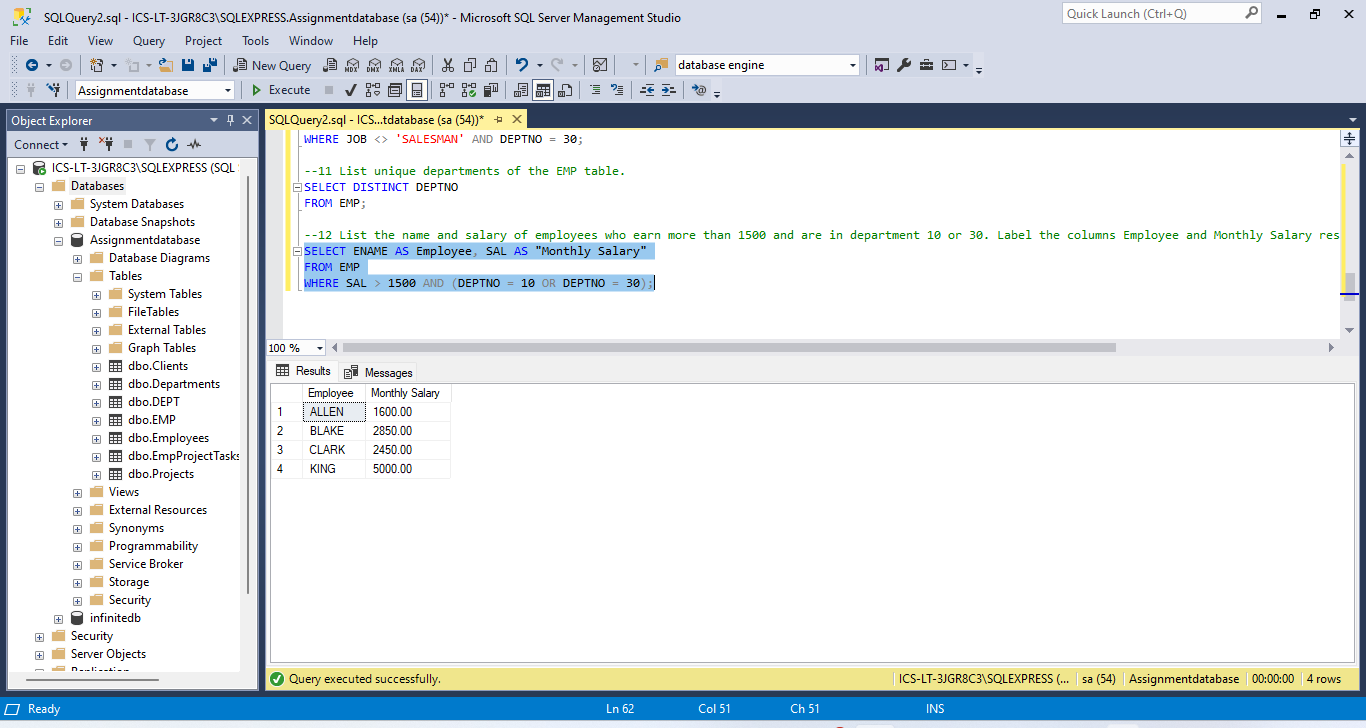 SQLQuery2.sql - ICS-LT-3JGR8C3\SQLEXPRESS.Assignmentdatabase (sa (54))* - Microsoft SQL Server Management Studio
Quick Launch (Ctrl+Q)
File Edit View Query Project Tools Window Help
New Query
MDX DMX XMLA DAX
database engine
Assignmentdatabase
Execute
Object Explorer
Connect
ICS-LT-3JGR8C3\SQLEXPRESS (SQL
Databases
System Databases
Database Snapshots
Assignmentdatabase
Database Diagrams
Tables
System Tables
FileTables
External Tables
Graph Tables
dbo.Clients
dbo.Departments
dbo.DEPT
dbo.EMP
dbo.Employees
dbo.EmpProjectTasks
dbo.Projects
Views
External Resources
Synonyms
Programmability
Service Broker
Storage
Security
infinitedb
Security
Server Objects
Replication
SQLQuery2.sql - ICS...tdatabase (sa (54))*
WHERE JOB <> 'SALESMAN' AND DEPTNO = 30;
--11 List unique departments of the EMP table.
SELECT DISTINCT DEPTNO
FROM EMP;
--12 List the name and salary of employees who earn more than 1500 and are in department 10 or 30. Label the columns Employee and Monthly Salary res
SELECT ENAME AS Employee, SAL AS "Monthly Salary"
FROM EMP
WHERE SAL > 1500 AND (DEPTNO = 10 OR DEPTNO = 30);
100 %
Results Messages
Employee Monthly Salary
1 ALLEN 1600.00
2 BLAKE 2850.00
3 CLARK 2450.00
4 KING 5000.00
Query executed successfully.
ICS-LT-3JGR8C3\SQLEXPRESS (... sa (54) Assignmentdatabase 00:00:00 4 rows
Ready Ln 62 Col 51 Ch 51 INS